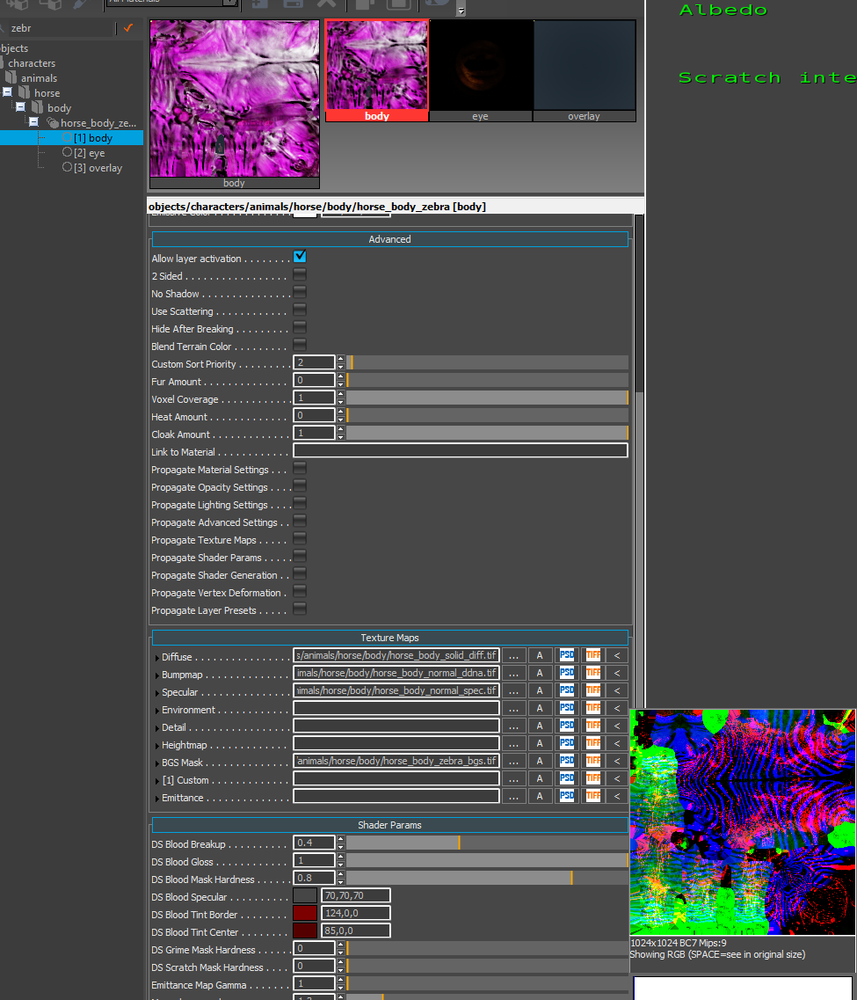 All Materials
Albedo
zebr
objects
characters
animals
Scratch inte
horse
body
horse_body_ze...
[1] body
[2] eye
[3] overlay
body
eye
overlay
body
objects/characters/animals/horse/body/horse_body_zebra [body]
Emissive Color
Advanced
Allow layer activation . . . . . . . .
2 Sided . . . . . . . . . . . . . . . . .
No Shadow . . . . . . . . . . . . . .
Use Scattering . . . . . . . . . . . .
Hide After Breaking . . . . . . . . .
Blend Terrain Color . . . . . . . . .
Custom Sort Priority . . . . . . . . . 2
Fur Amount . . . . . . . . . . . . . . 0
Voxel Coverage . . . . . . . . . . . . 1
Heat Amount . . . . . . . . . . . . . 0
Cloak Amount . . . . . . . . . . . . . 1
Link to Material . . . . . . . . . . . .
Propagate Material Settings . . .
Propagate Opacity Settings . . . .
Propagate Lighting Settings . . . .
Propagate Advanced Settings . .
Propagate Texture Maps . . . . .
Propagate Shader Params . . . . .
Propagate Shader Generation . .
Propagate Vertex Deformation .
Propagate Layer Presets . . . . .
Texture Maps
Diffuse . . . . . . . . . . . . . . . s/animals/horse/body/horse_body_solid_diff.tif ... A PSD TIFF <
Bumpmap . . . . . . . . . . . . . imals/horse/body/horse_body_normal_ddna.tif ... A PSD TIFF <
Specular . . . . . . . . . . . . . . nimals/horse/body/horse_body_normal_spec.tif ... A PSD TIFF <
Environment . . . . . . . . . . . ... A PSD TIFF <
Detail . . . . . . . . . . . . . . . . ... A PSD TIFF <
Heightmap . . . . . . . . . . . . ... A PSD TIFF <
BGS Mask . . . . . . . . . . . . . /animals/horse/body/horse_body_zebra_bgs.tif ... A PSD TIFF <
[1] Custom . . . . . . . . . . . . ... A PSD TIFF <
Emittance . . . . . . . . . . . . . ... A PSD TIFF <
Shader Params
DS Blood Breakup . . . . . . . . . . 0.4
DS Blood Gloss . . . . . . . . . . . . 1
DS Blood Mask Hardness . . . . . . 0.8
DS Blood Specular . . . . . . . . . . 70,70,70
DS Blood Tint Border . . . . . . . . 124,0,0
DS Blood Tint Center . . . . . . . . 85,0,0
1024x1024 BC7 Mips:9
Showing RGB (SPACE=see in original size)
DS Grime Mask Hardness . . . . . . 0
DS Scratch Mask Hardness . . . . . 0
Emittance Map Gamma . . . . . . . 1